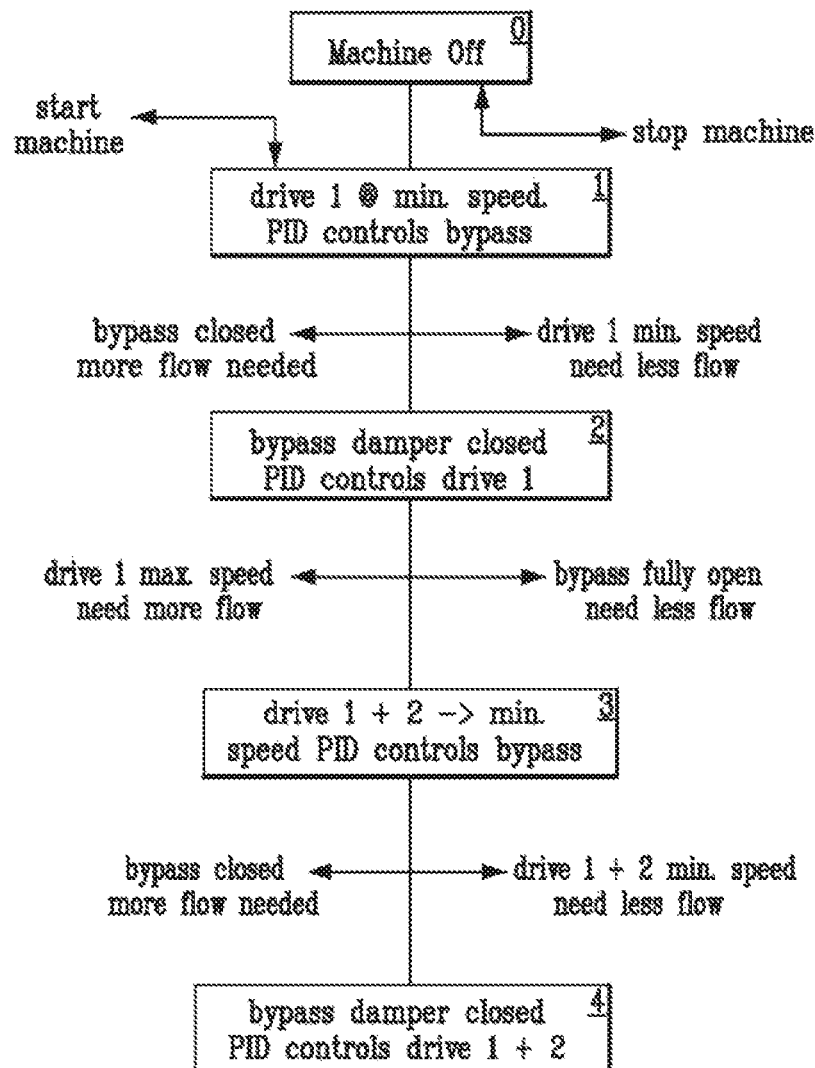 0
Machine Off
start
machine
stop machine
1
drive 1 @ min. speed.
PID controls bypass
bypass closed
more flow needed
drive 1 min. speed
need less flow
2
bypass damper closed
PID controls drive 1
drive 1 max. speed
need more flow
bypass fully open
need less flow
3
drive 1 + 2 -> min.
speed PID controls bypass
bypass closed
more flow needed
drive 1 + 2 min. speed
need less flow
4
bypass damper closed
PID controls drive 1 + 2